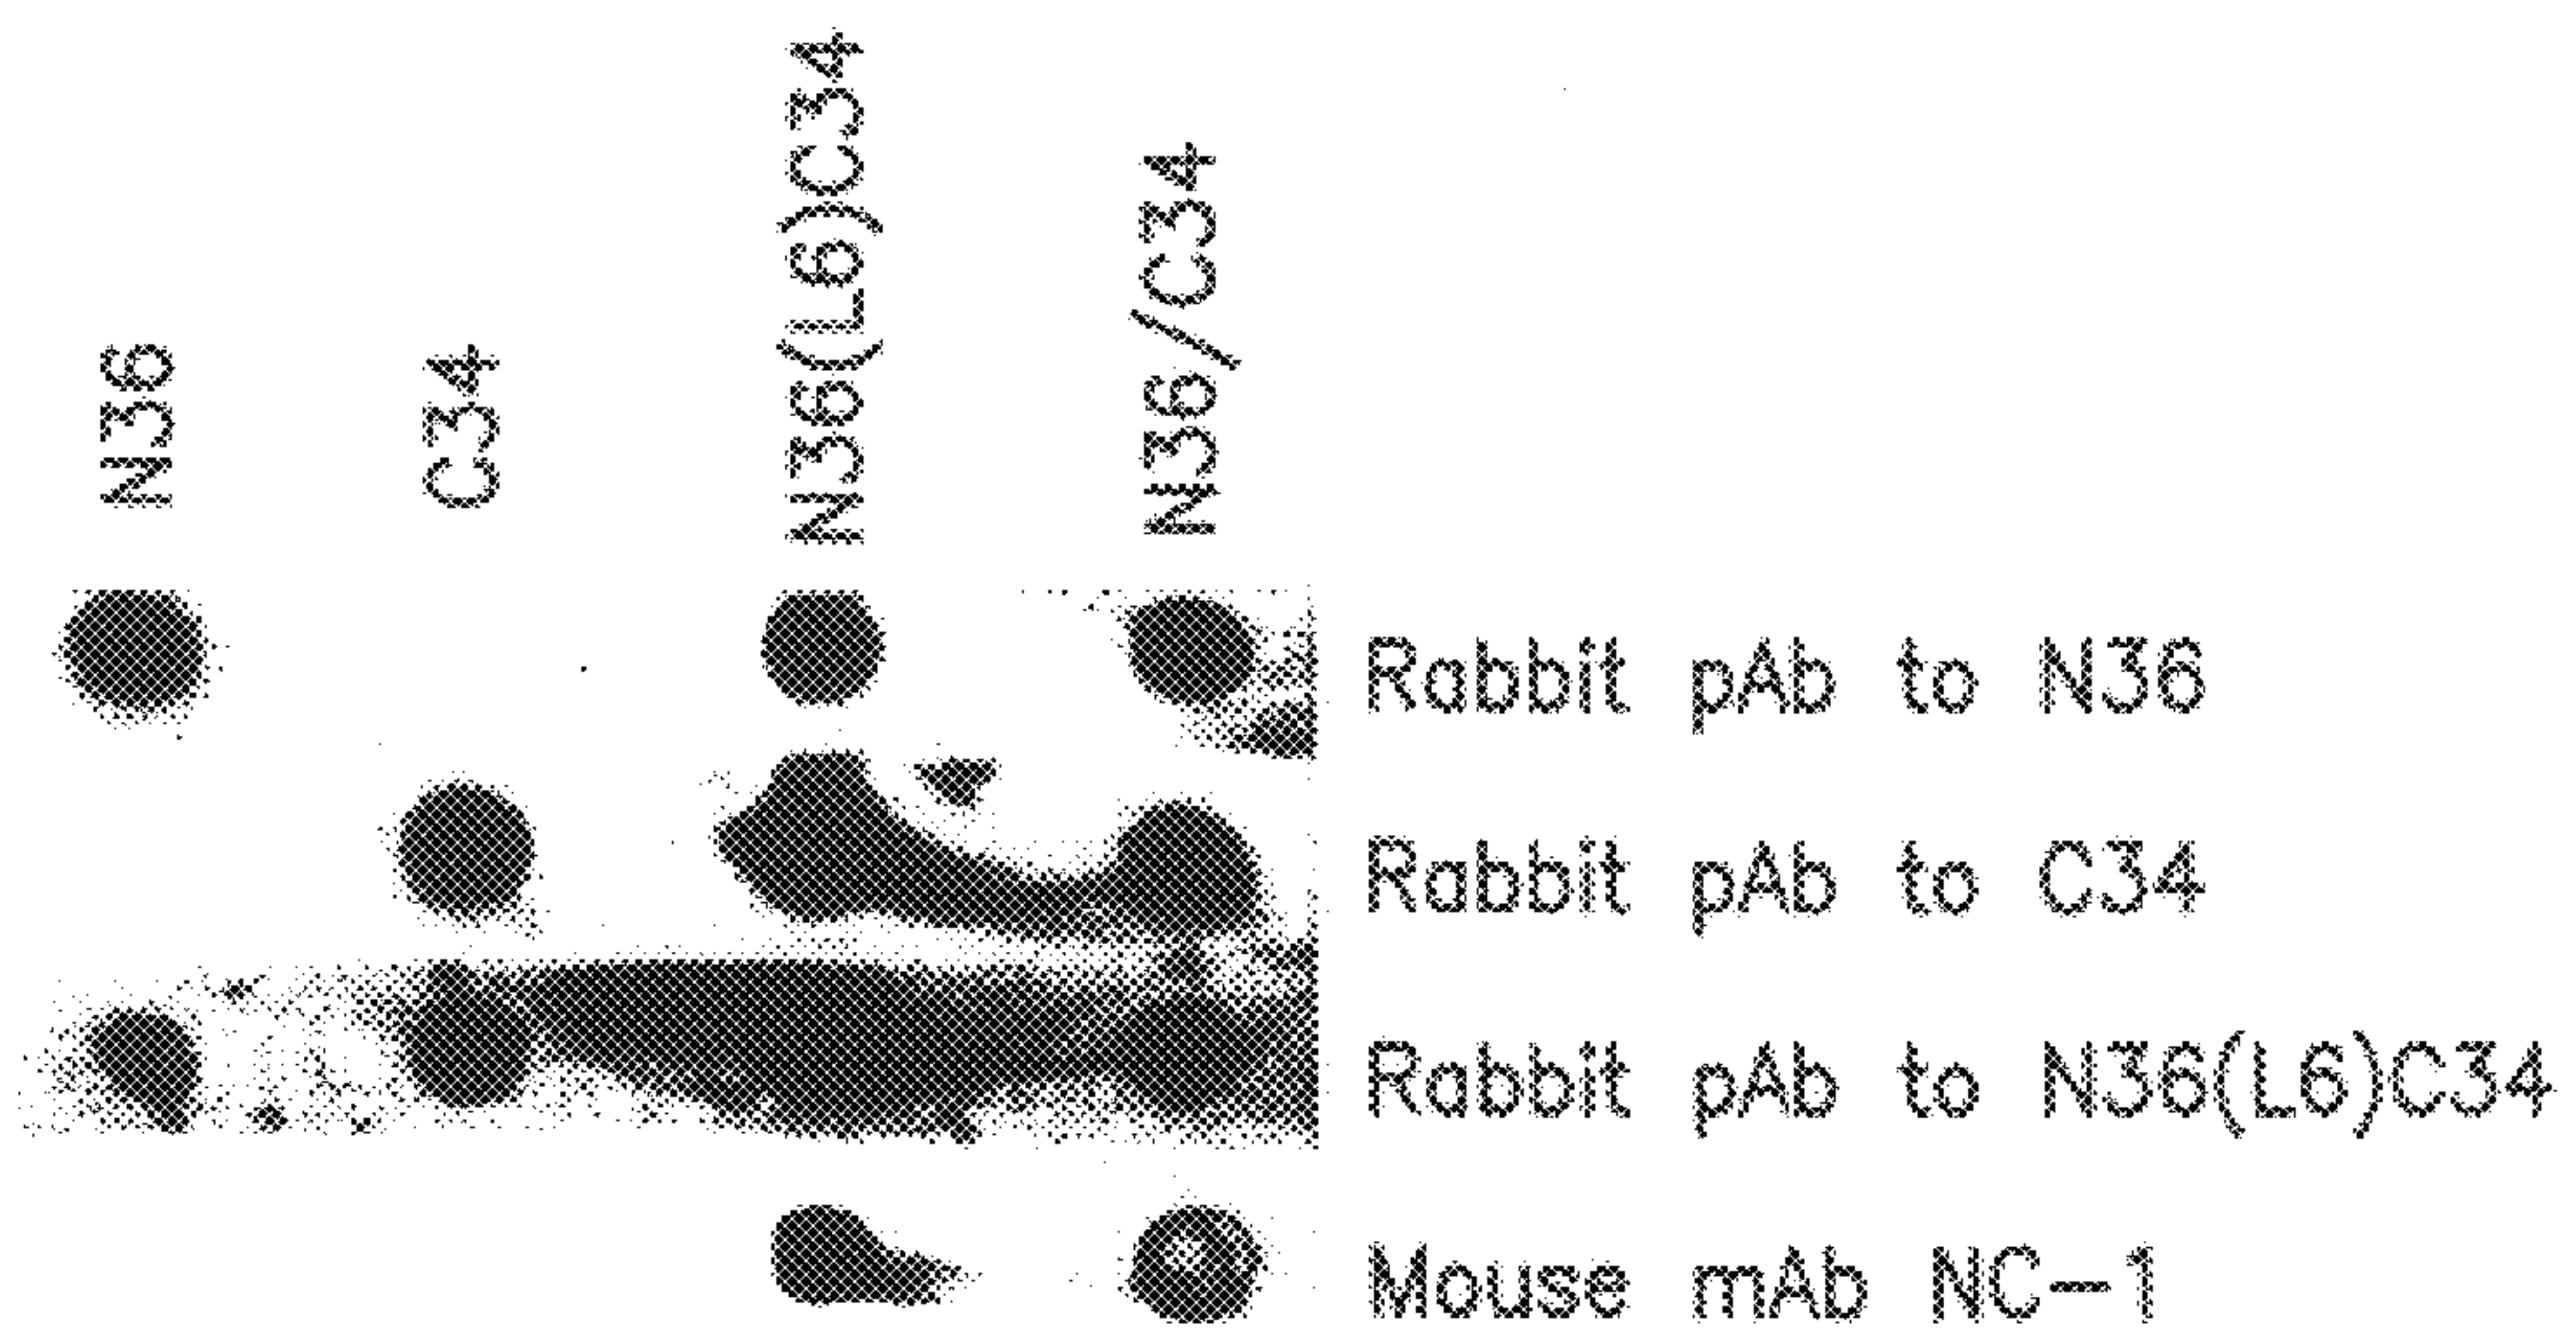 N36
C34
N36(L6)C34
N36/C34
Rabbit pAb to N36
Rabbit pAb to C34
Rabbit pAb to N36(L6)C34
Mouse mAb NC-1